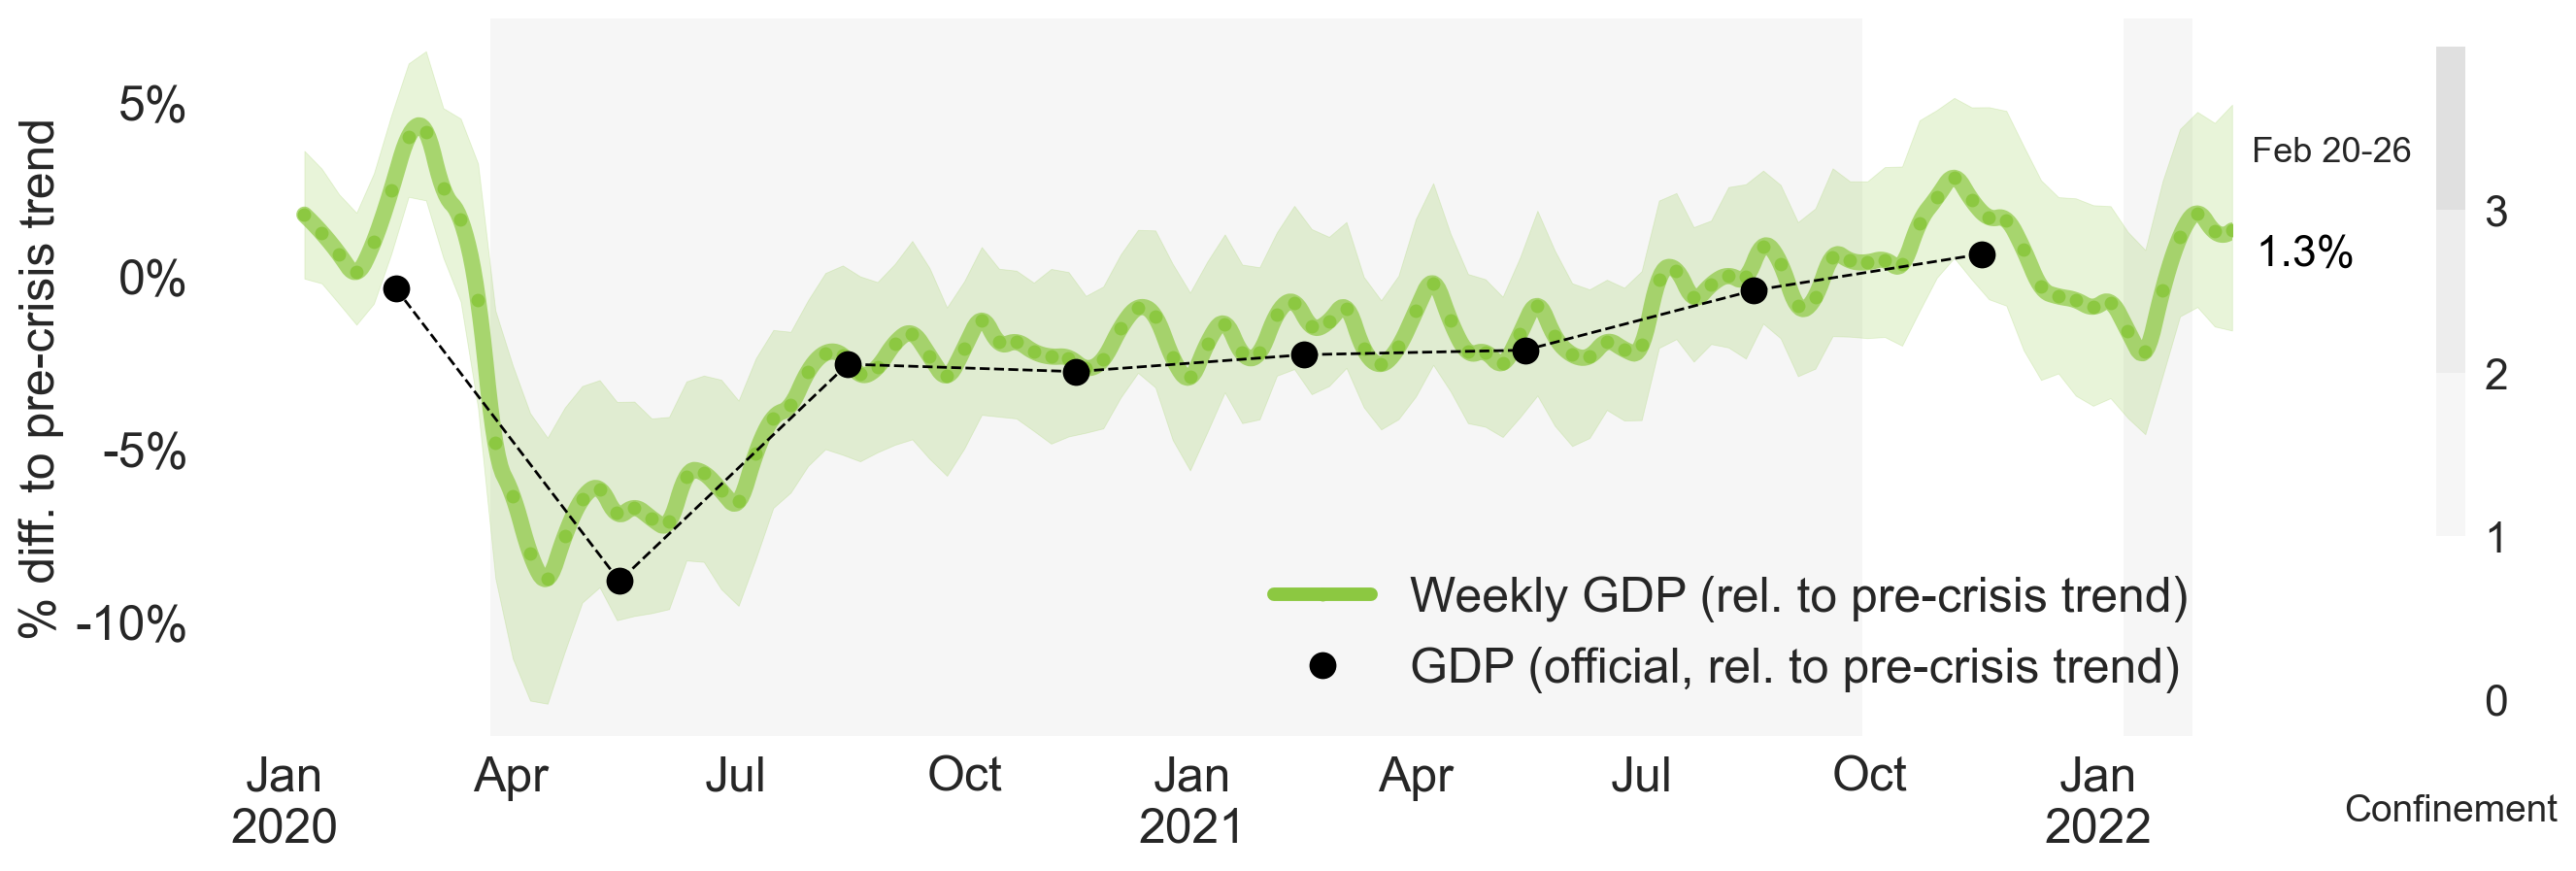 % diff. to pre-crisis trend
5%
0%
-5%
-10%
Feb 20-26
1.3%
3
2
1
0
Weekly GDP (rel. to pre-crisis trend)
GDP (official, rel. to pre-crisis trend)
Jan Apr Jul Oct Jan Apr Jul Oct Jan
2020 2021 2022
Confinement